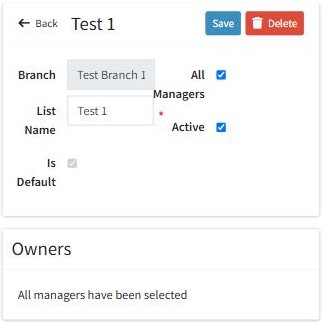 ← Back Test 1 Save Delete
Branch Test Branch 1 All Managers
List Name Test 1 *
Active
Is Default
Owners
All managers have been selected